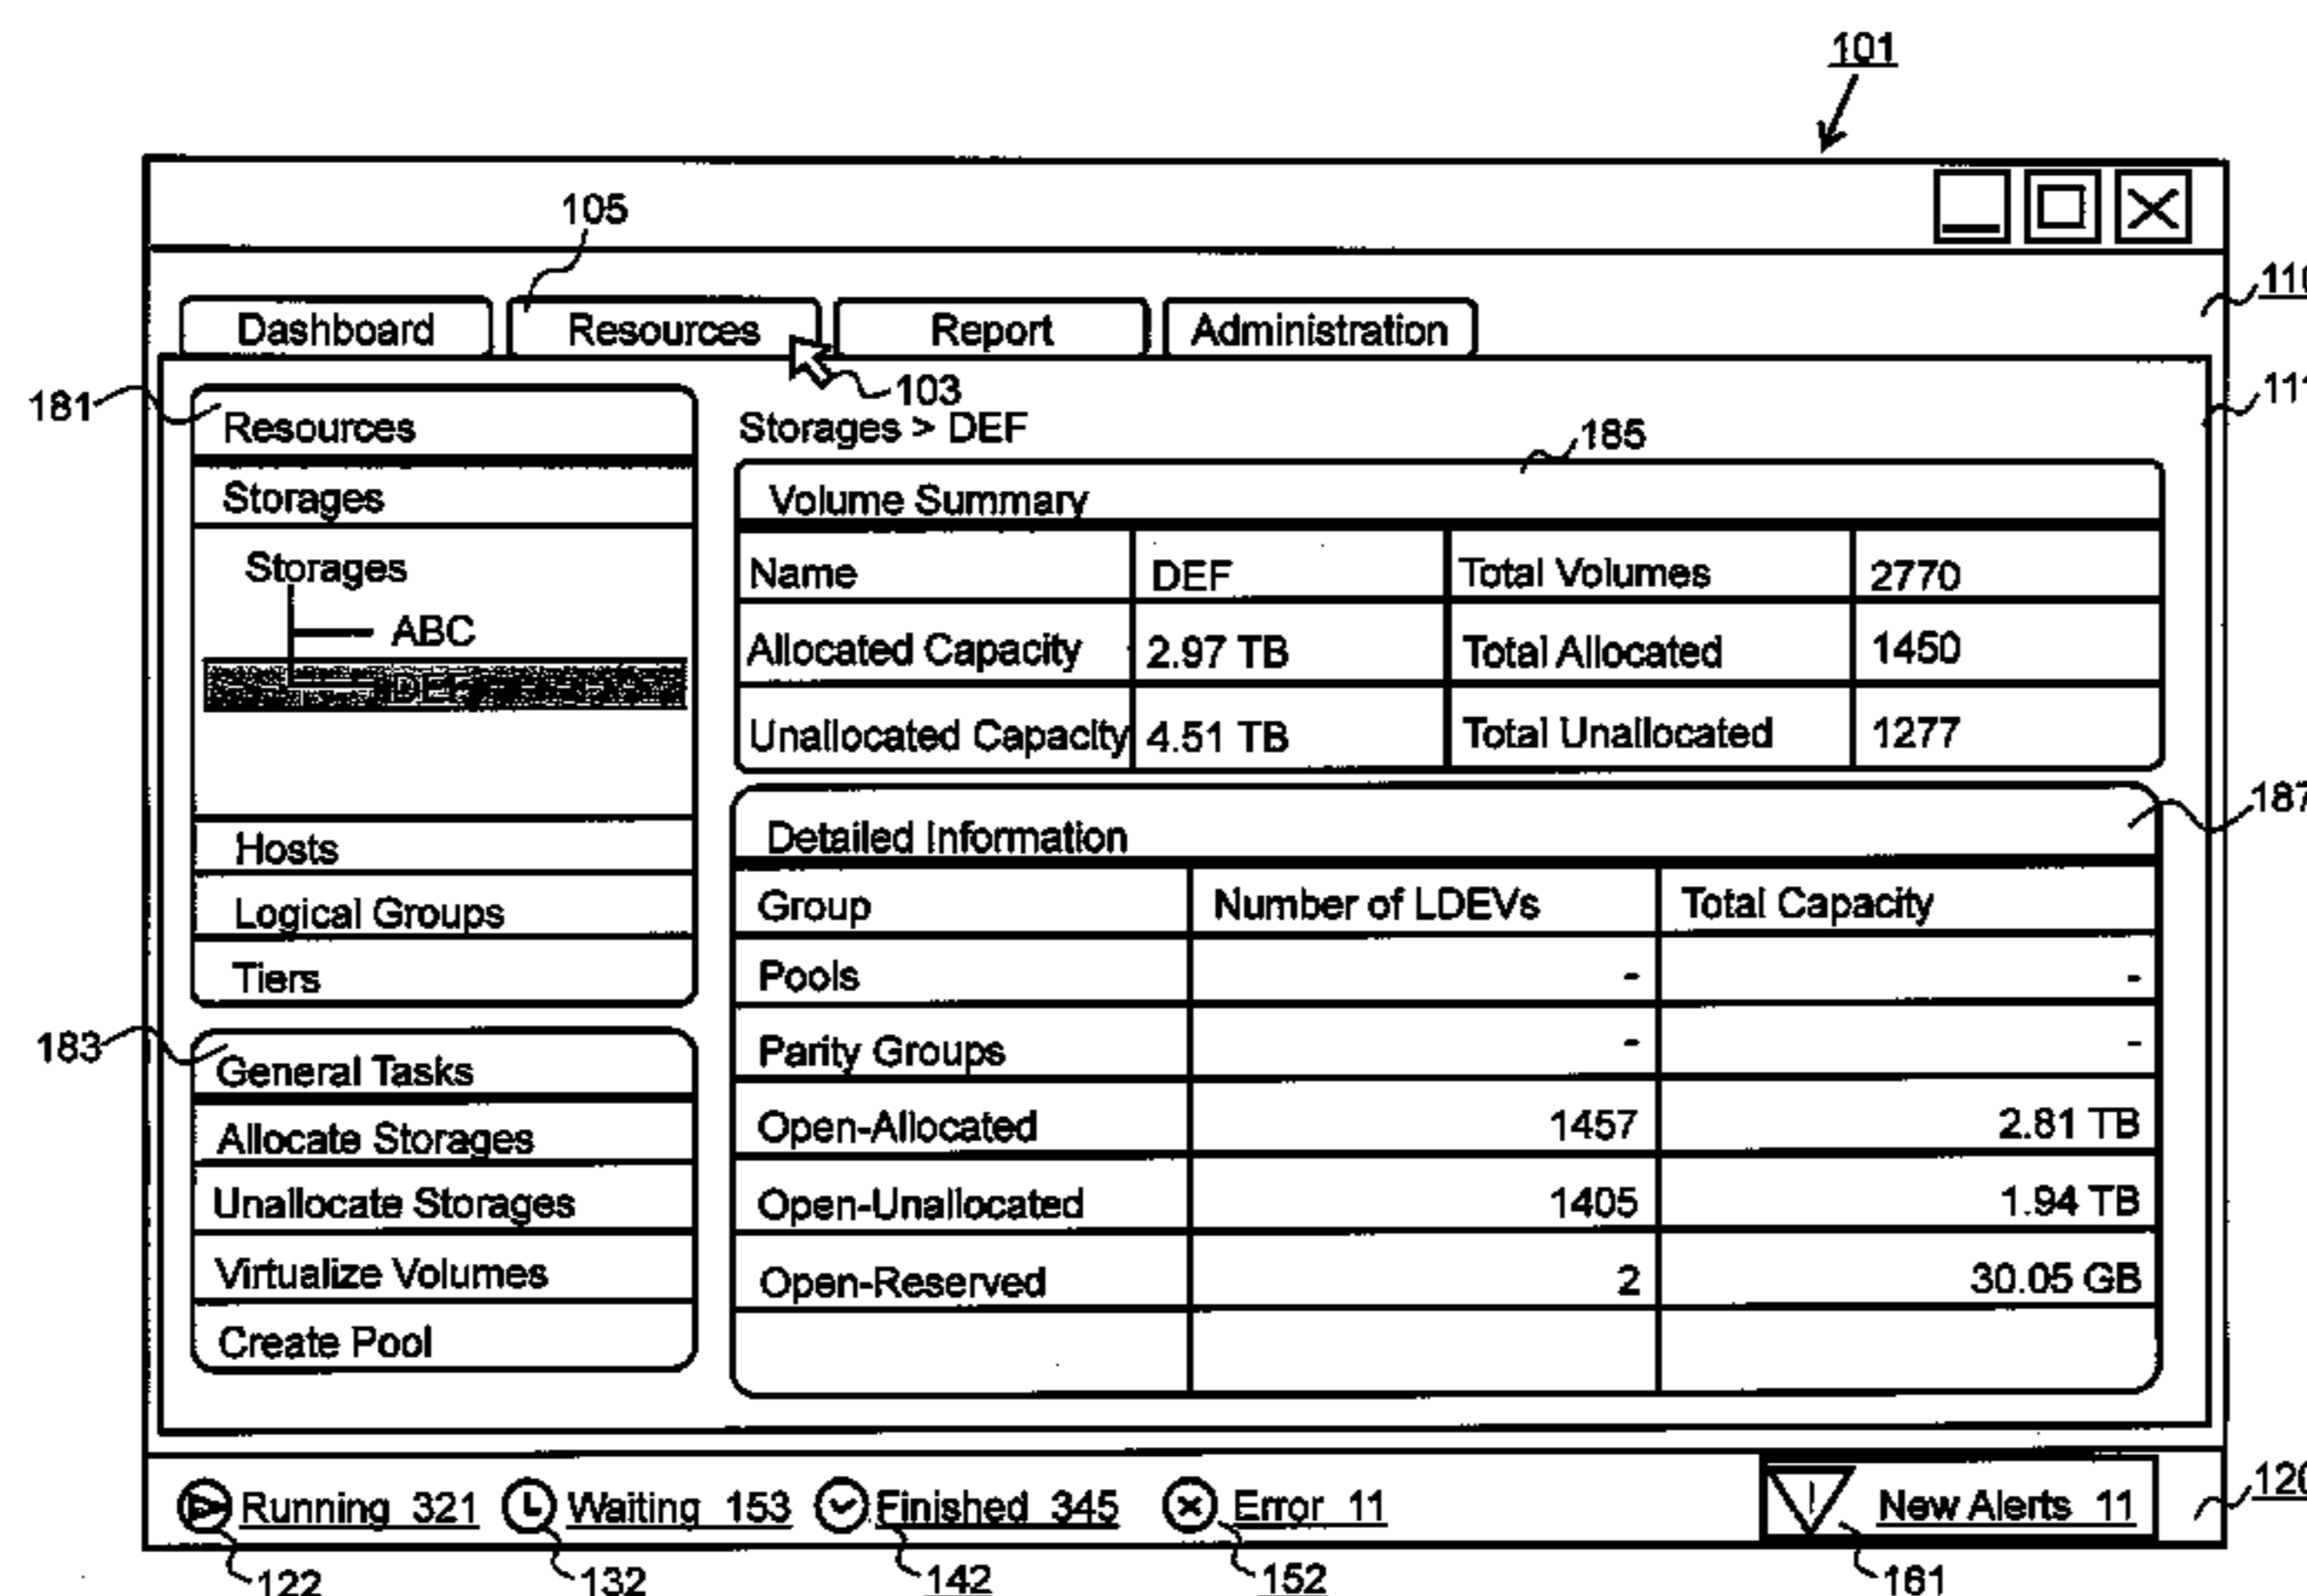 101
105
110
Dashboard Resources Report Administration
103
181
Resources
Storages
Storages
ABC
DEF
Hosts
Logical Groups
Tiers
183
General Tasks
Allocate Storages
Unallocate Storages
Virtualize Volumes
Create Pool
Storages > DEF
185
Volume Summary
Name DEF Total Volumes 2770
Allocated Capacity 2.97 TB Total Allocated 1450
Unallocated Capacity 4.51 TB Total Unallocated 1277
187
Detailed Information
Group Number of LDEVs Total Capacity
Pools - -
Parity Groups - -
Open-Allocated 1457 2.81 TB
Open-Unallocated 1405 1.94 TB
Open-Reserved 2 30.05 GB
Running 321 Waiting 153 Finished 345 Error 11 ! New Alerts 11
120
122 132 142 152 161